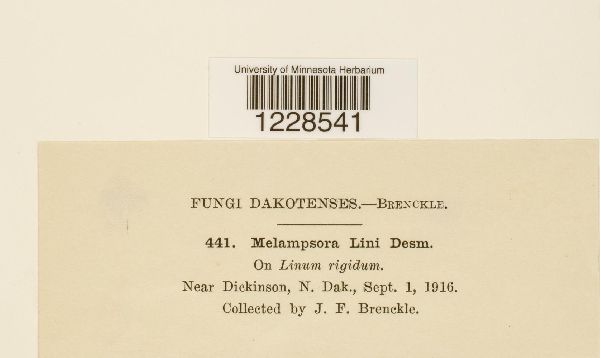 University of Minnesota Herbarium
1228541
FUNGI DAKOTENSES.—BRENCKLE.
441. Melampsora Lini Desm.
On Linum rigidum.
Near Dickinson, N. Dak., Sept. 1, 1916.
Collected by J. F. Brenckle.